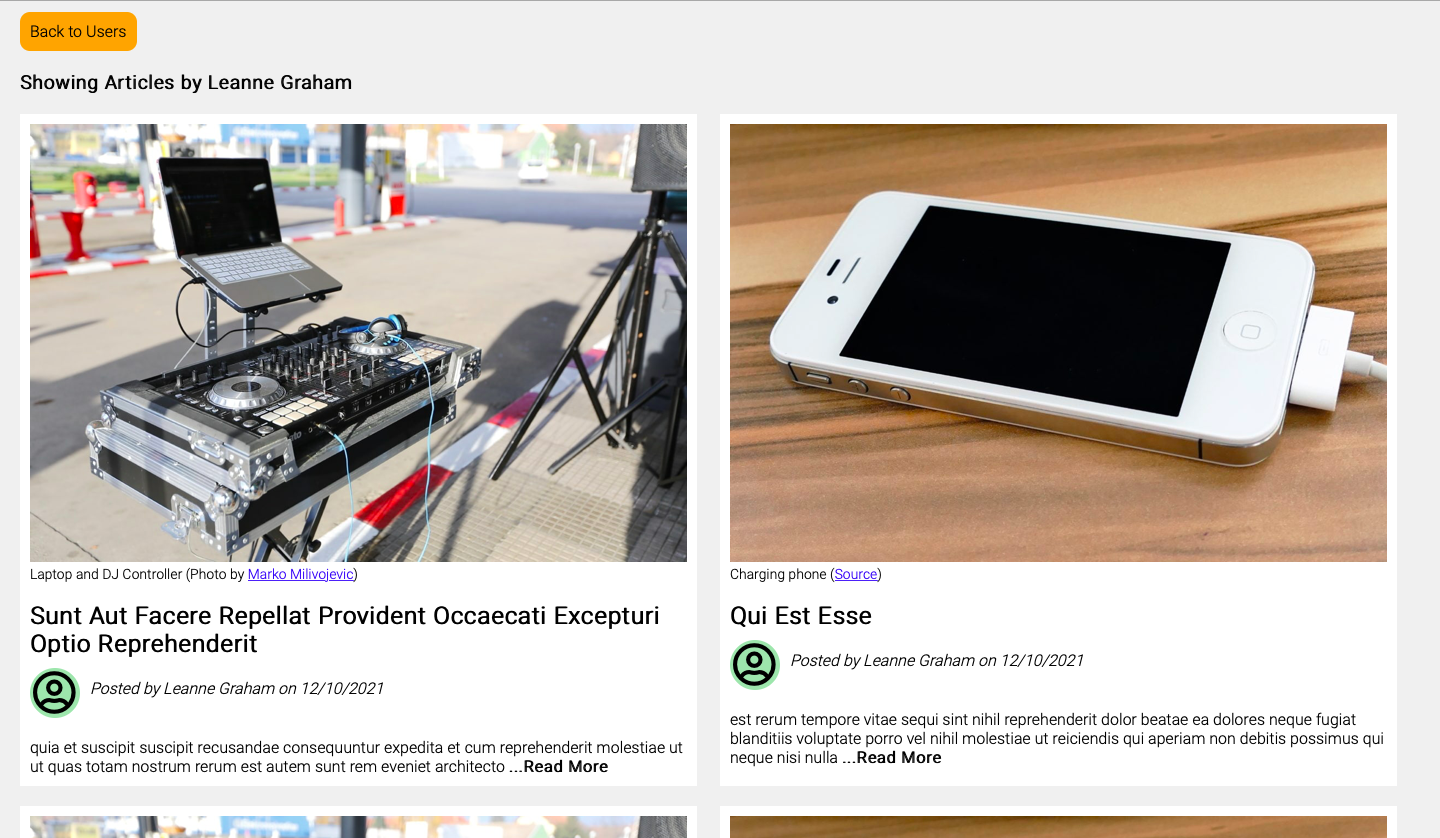 Back to Users
Showing Articles by Leanne Graham
Laptop and DJ Controller (Photo by Marko Milivojevic)
Sunt Aut Facere Repellat Provident Occaecati Excepturi
Optio Reprehenderit
Posted by Leanne Graham on 12/10/2021
quia et suscipit suscipit recusandae consequuntur expedita et cum reprehenderit molestiae ut
ut quas totam nostrum rerum est autem sunt rem eveniet architecto ...Read More
Charging phone (Source)
Qui Est Esse
Posted by Leanne Graham on 12/10/2021
est rerum tempore vitae sequi sint nihil reprehenderit dolor beatae ea dolores neque fugiat
blanditiis voluptate porro vel nihil molestiae ut reiciendis qui aperiam non debitis possimus qui
neque nisi nulla ...Read More